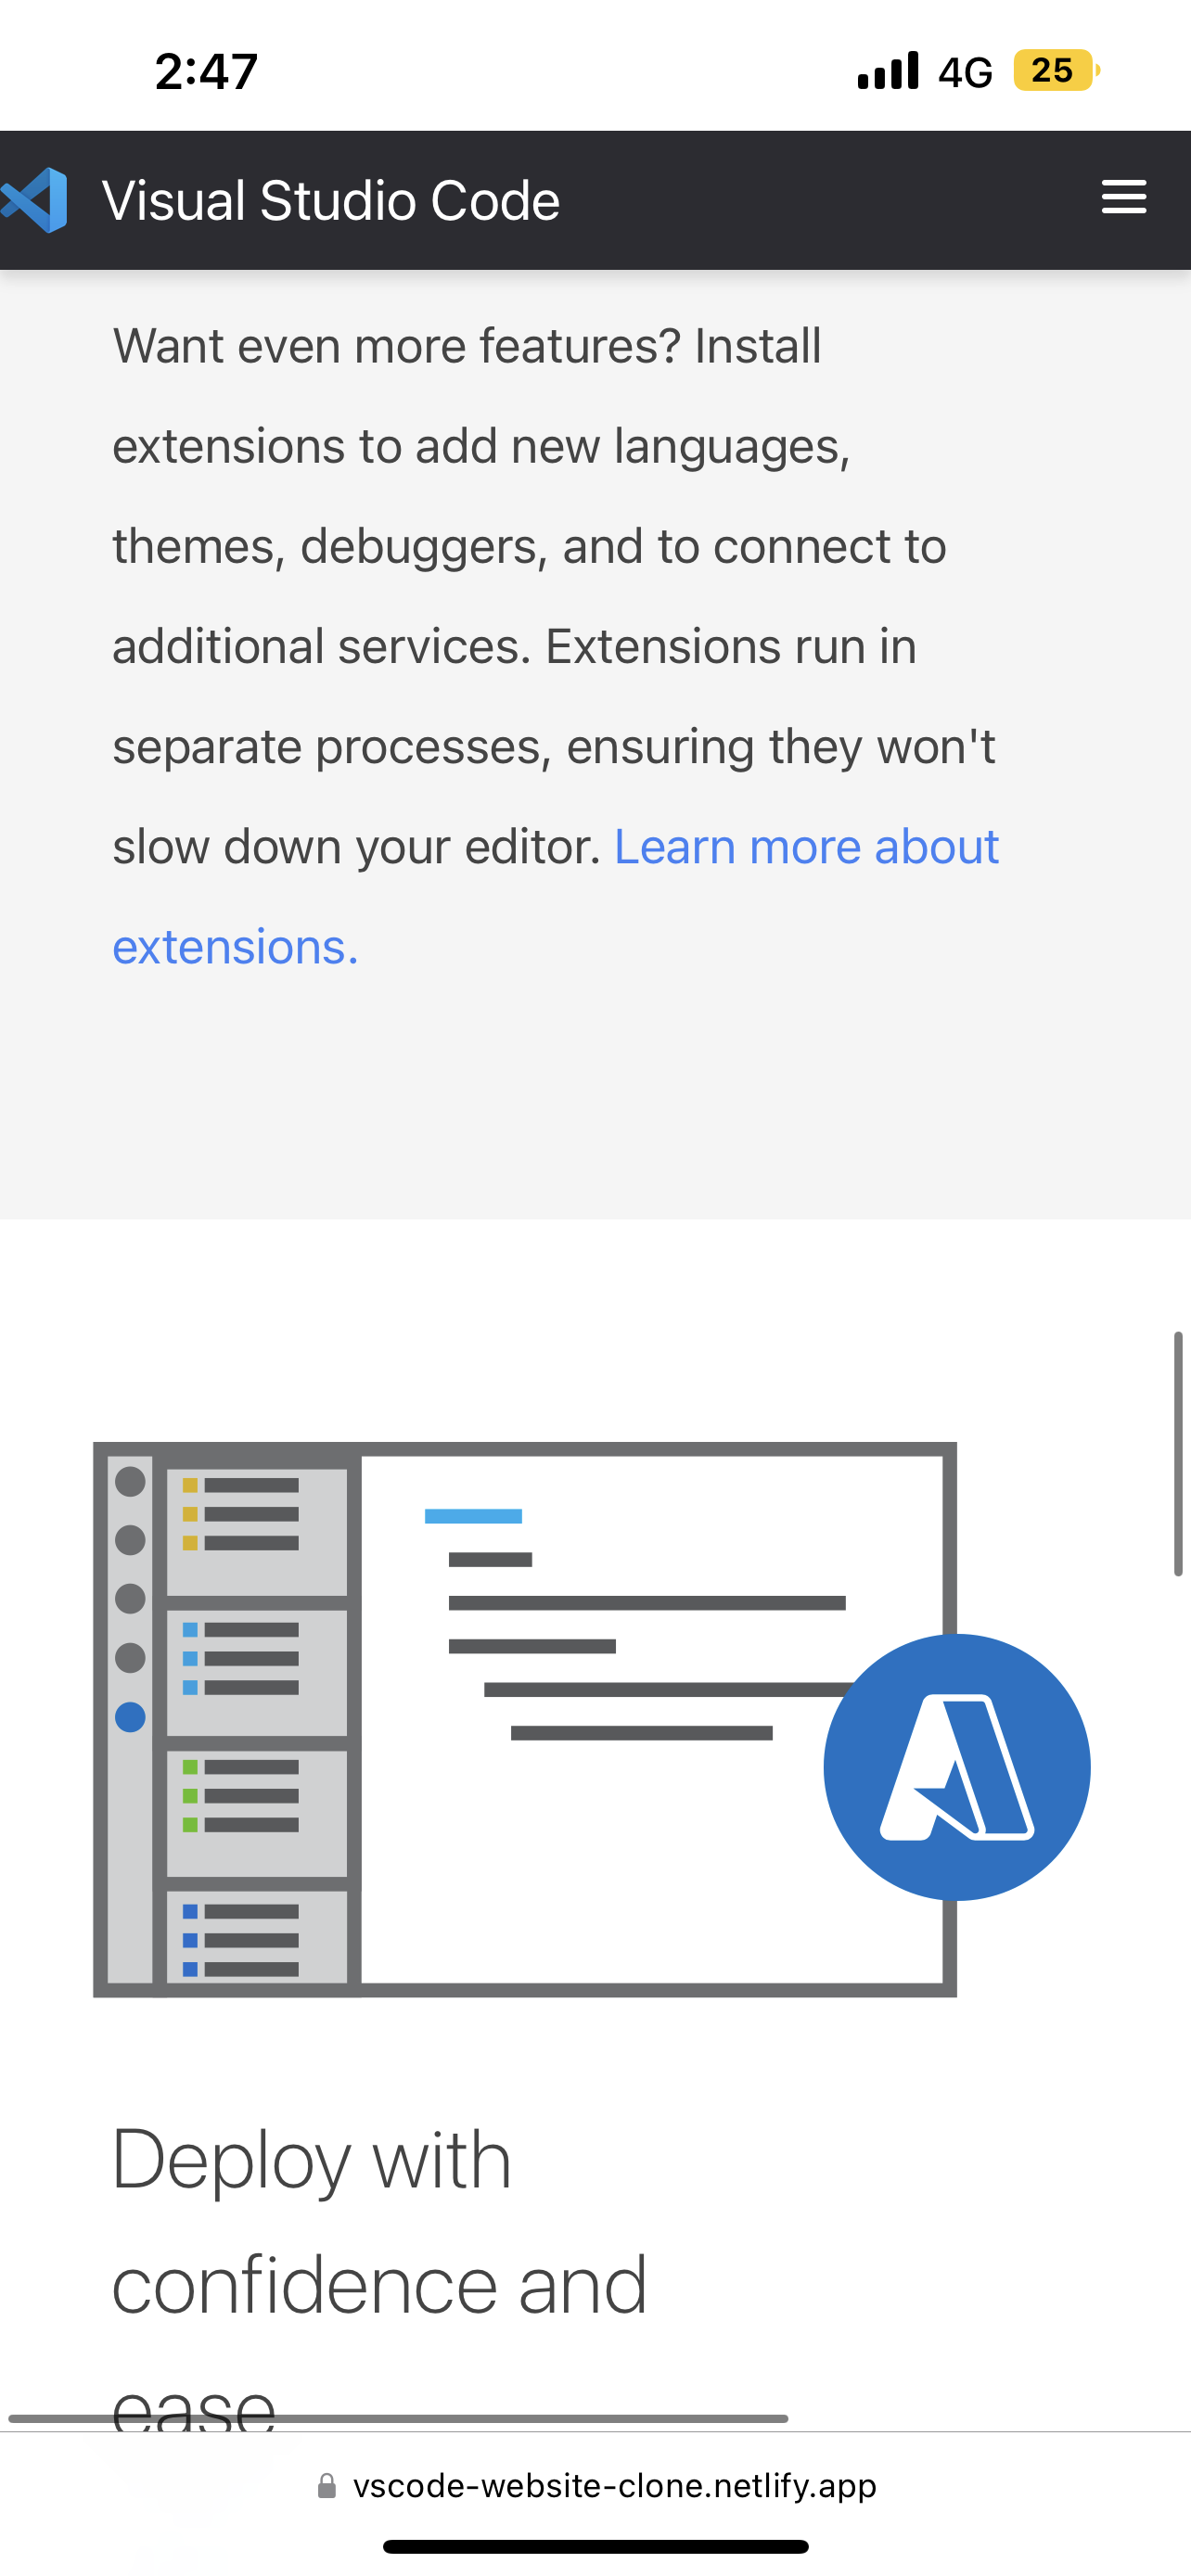 2:47
4G 25
Visual Studio Code
Want even more features? Install
extensions to add new languages,
themes, debuggers, and to connect to
additional services. Extensions run in
separate processes, ensuring they won't
slow down your editor. Learn more about
extensions.
Deploy with
confidence and
ease
vscode-website-clone.netlify.app